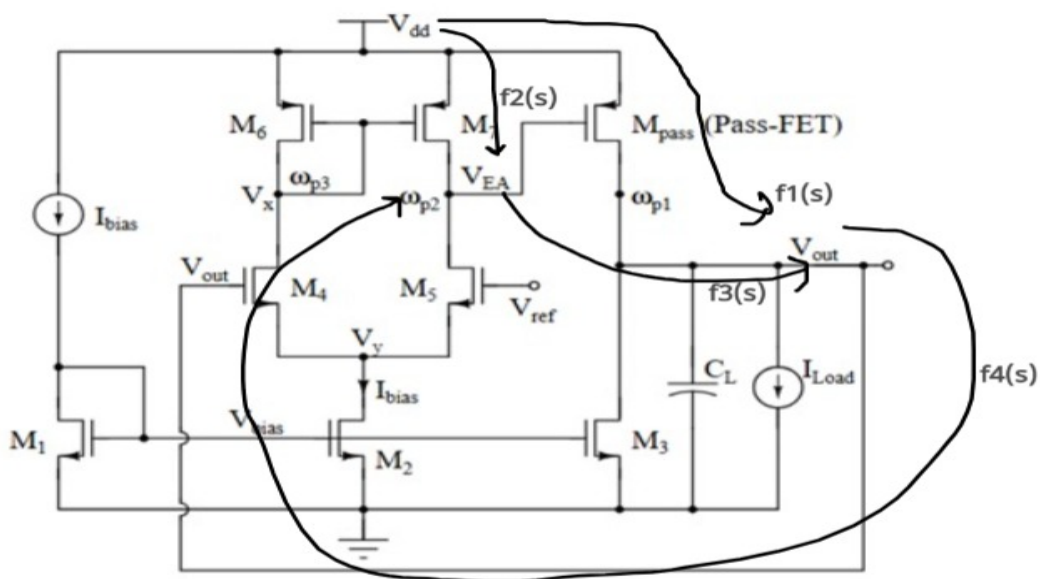 Vdd
f2(s)
M6
M7
Mpass (Pass-FET)
ωp3
VEA
Vx
ωp2
ωp1
f1(s)
Ibias
Vout
Vout
M4
M5
f3(s)
Vref
Vy
CL
ILoad
f4(s)
Ibias
Vbias
M1
M2
M3